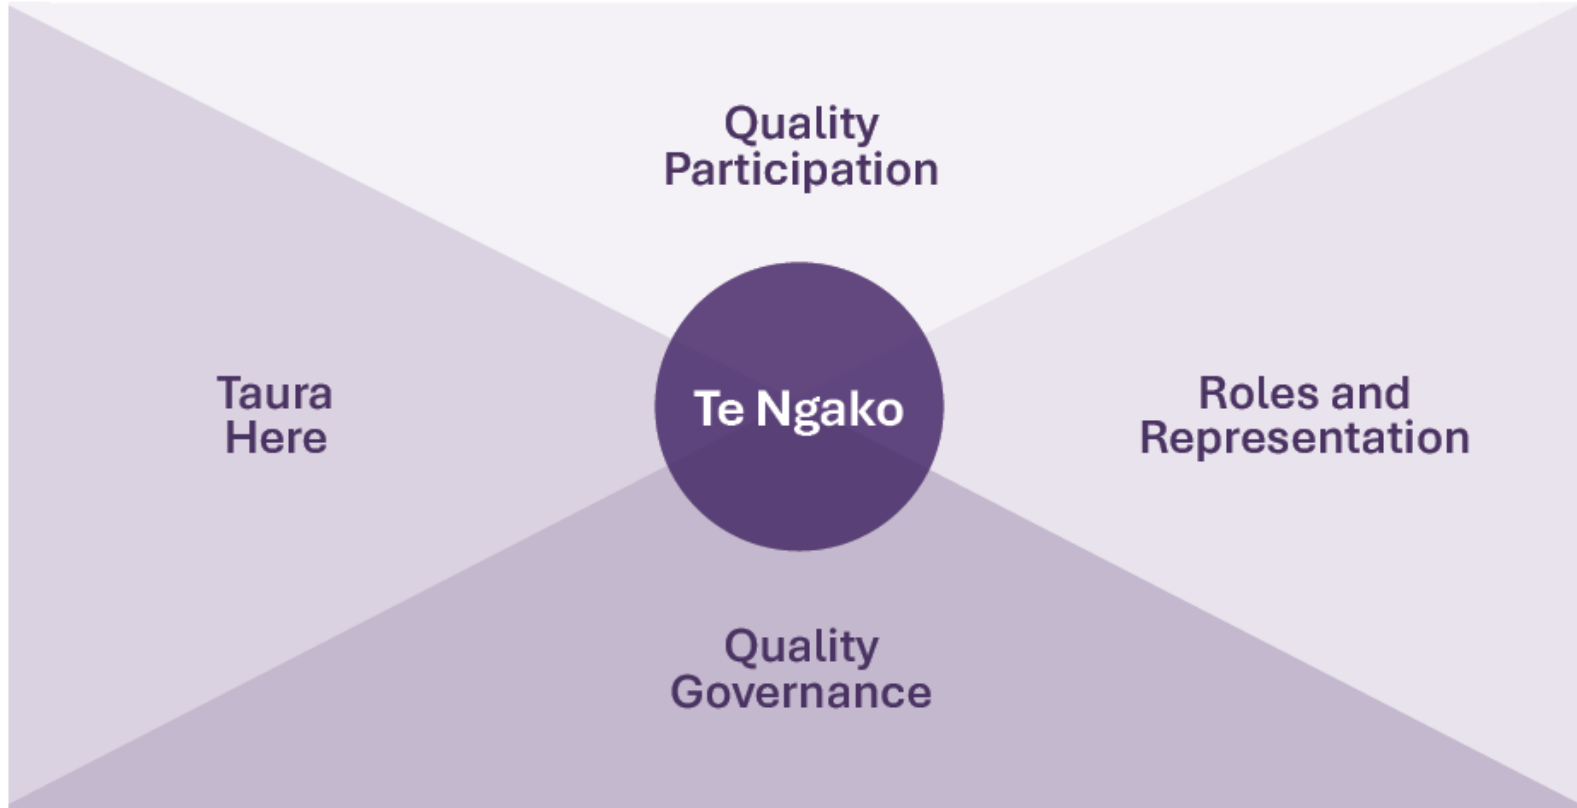 Quality
Participation
Taura
Here
Te Ngako
Roles and
Representation
Quality
Governance